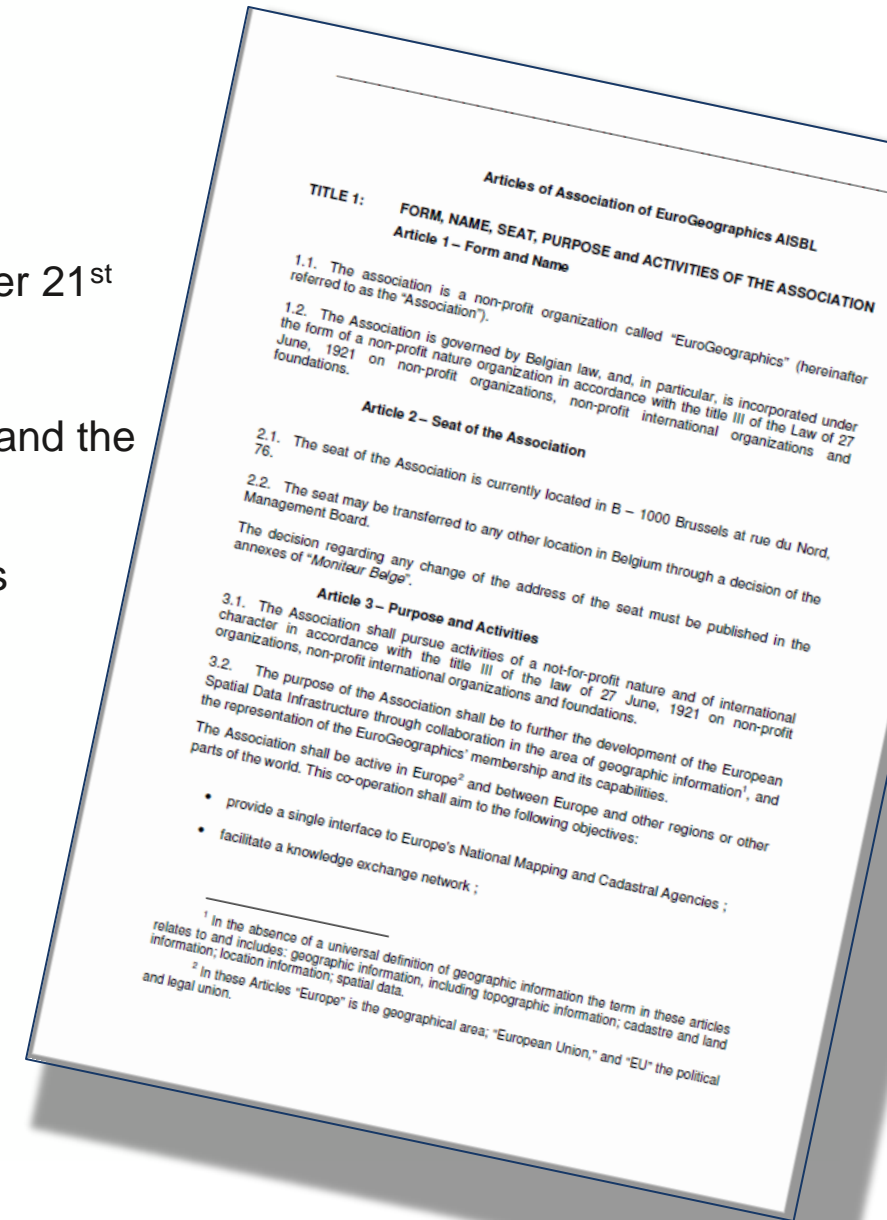 er 21st
and the
s
Articles of Association of EuroGeographics AISBL
TITLE 1: FORM, NAME, SEAT, PURPOSE and ACTIVITIES OF THE ASSOCIATION
Article 1 – Form and Name
1.1. The association is a non-profit organization called "EuroGeographics" (hereinafter
referred to as the "Association").
1.2. The Association is governed by Belgian law, and, in particular, is incorporated under
the form of a non-profit nature organization in accordance with the title III of the Law of 27
June, 1921 on non-profit organizations, non-profit international organizations and
foundations.
Article 2 – Seat of the Association
2.1. The seat of the Association is currently located in B – 1000 Brussels at rue du Nord,
76.
2.2. The seat may be transferred to any other location in Belgium through a decision of the
Management Board.
The decision regarding any change of the address of the seat must be published in the
annexes of "Moniteur Belge".
Article 3 – Purpose and Activities
3.1. The Association shall pursue activities of a not-for-profit nature and of international
character in accordance with the title III of the law of 27 June, 1921 on non-profit
organizations, non-profit international organizations and foundations.
3.2. The purpose of the Association shall be to further the development of the European
Spatial Data Infrastructure through collaboration in the area of geographic information1, and
the representation of the EuroGeographics' membership and its capabilities.
The Association shall be active in Europe2 and between Europe and other regions or other
parts of the world. This co-operation shall aim to the following objectives:
• provide a single interface to Europe's National Mapping and Cadastral Agencies ;
• facilitate a knowledge exchange network ;
1 In the absence of a universal definition of geographic information the term in these articles
relates to and includes: geographic information, including topographic information; cadastre and land
information; location information; spatial data.
2 In these Articles "Europe" is the geographical area; "European Union," and "EU" the political
and legal union.